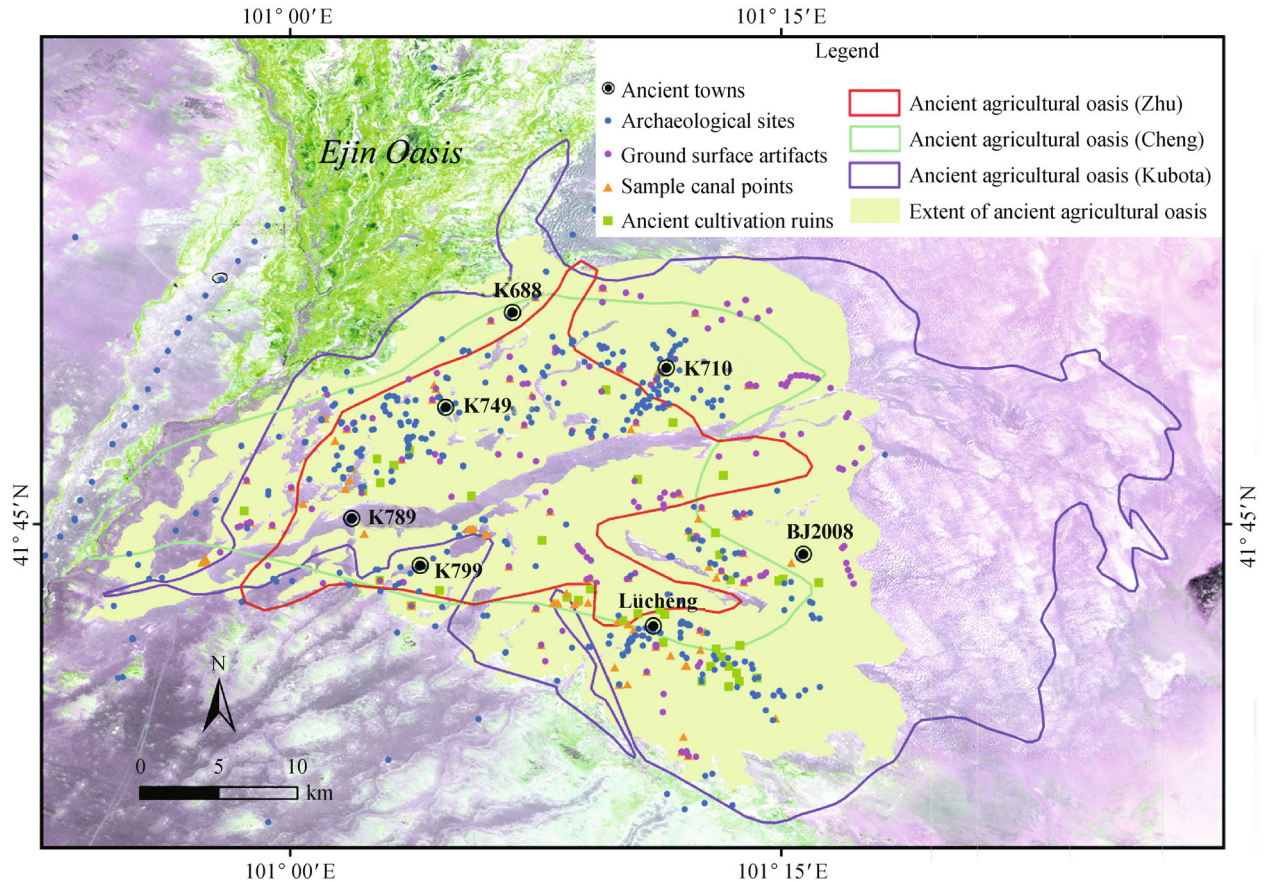 101° 00′ E
101° 15′ E
Legend
Ancient towns
Archaeological sites
Ground surface artifacts
Sample canal points
Ancient cultivation ruins
Ancient agricultural oasis (Zhu)
Ancient agricultural oasis (Cheng)
Ancient agricultural oasis (Kubota)
Extent of ancient agricultural oasis
Ejin Oasis
K688
K710
K749
K789
K799
BJ2008
Lücheng
41° 45′ N
41° 45′ N
N
0 5 10
km
101° 00′ E
101° 15′ E